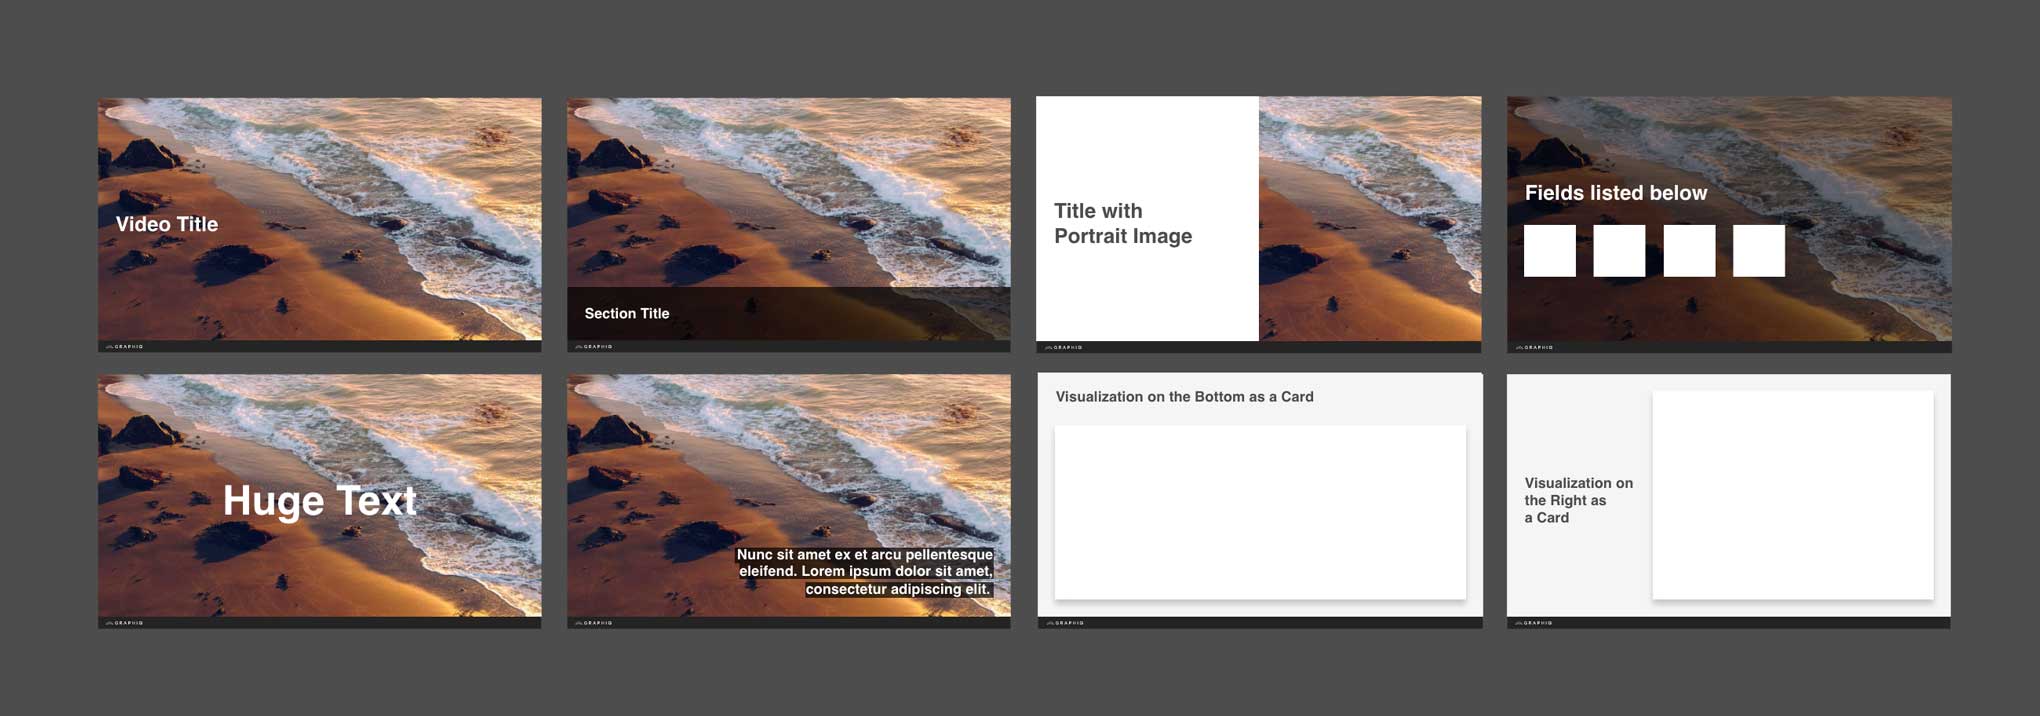 Video Title
GRAPHIQ
Section Title
GRAPHIQ
Title with
Portrait Image
GRAPHIQ
Fields listed below
GRAPHIQ
Huge Text
GRAPHIQ
Nunc sit amet ex et arcu pellentesque
eleifend. Lorem ipsum dolor sit amet,
consectetur adipiscing elit.
GRAPHIQ
Visualization on the Bottom as a Card
GRAPHIQ
Visualization on
the Right as
a Card
GRAPHIQ